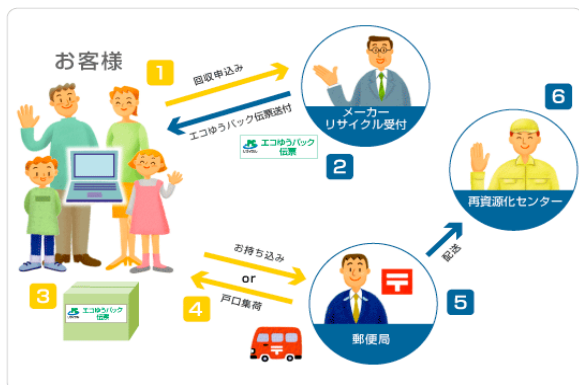 お客様
1
回収申込み
エコゆうパック伝票送付
エコゆうパック
伝票
2
メーカー
リサイクル受付
6
再資源化センター
3
エコゆうパック
伝票
お持ち込み
or
戸口集荷
4
配送
5
郵便局